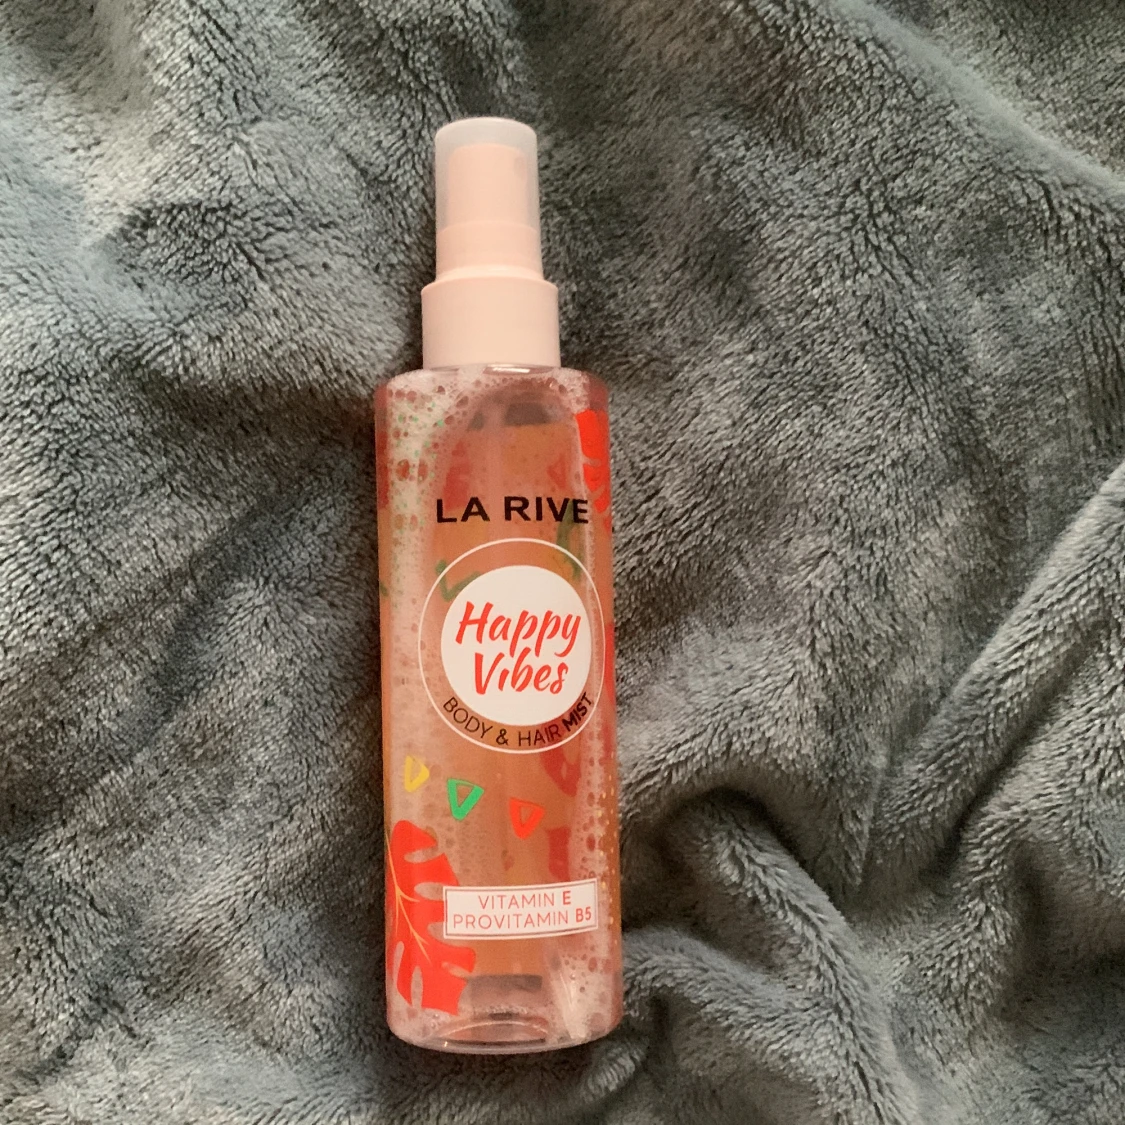 LA RIVE
Happy
Vibes
BODY & HAIR MIST
VITAMIN E
PROVITAMIN B5